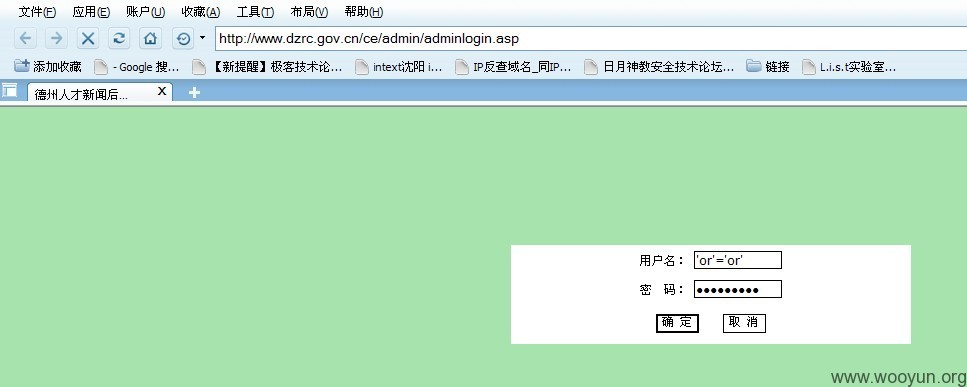 文件(F) 应用(E) 账户(U) 收藏(A) 工具(T) 布局(V) 帮助(H)
http://www.dzrc.gov.cn/ce/admin/adminlogin.asp
添加收藏 - Google 搜... 【新提醒】极客技术论... intext沈阳 i... IP反查域名_同IP... 日月神教安全技术论坛... 链接 L.i.s.t实验室...
德州人才新闻后... X
用户名： 'or'='or'
密 码： ●●●●●●●●●
确 定 取 消
www.wooyun.org